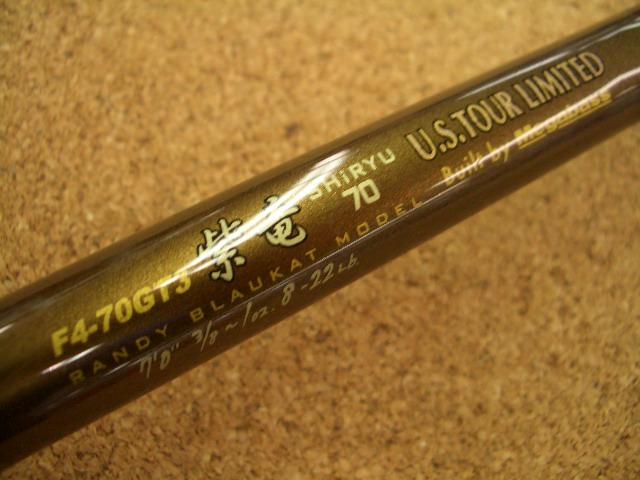 F4-70GT3 紫竜 SHiRYU 70 U.S.TOUR LIMITED
RANDY BLAUKAT MODEL Built by Megabass
7'0" 3/8~1oz. 8-22Lb.